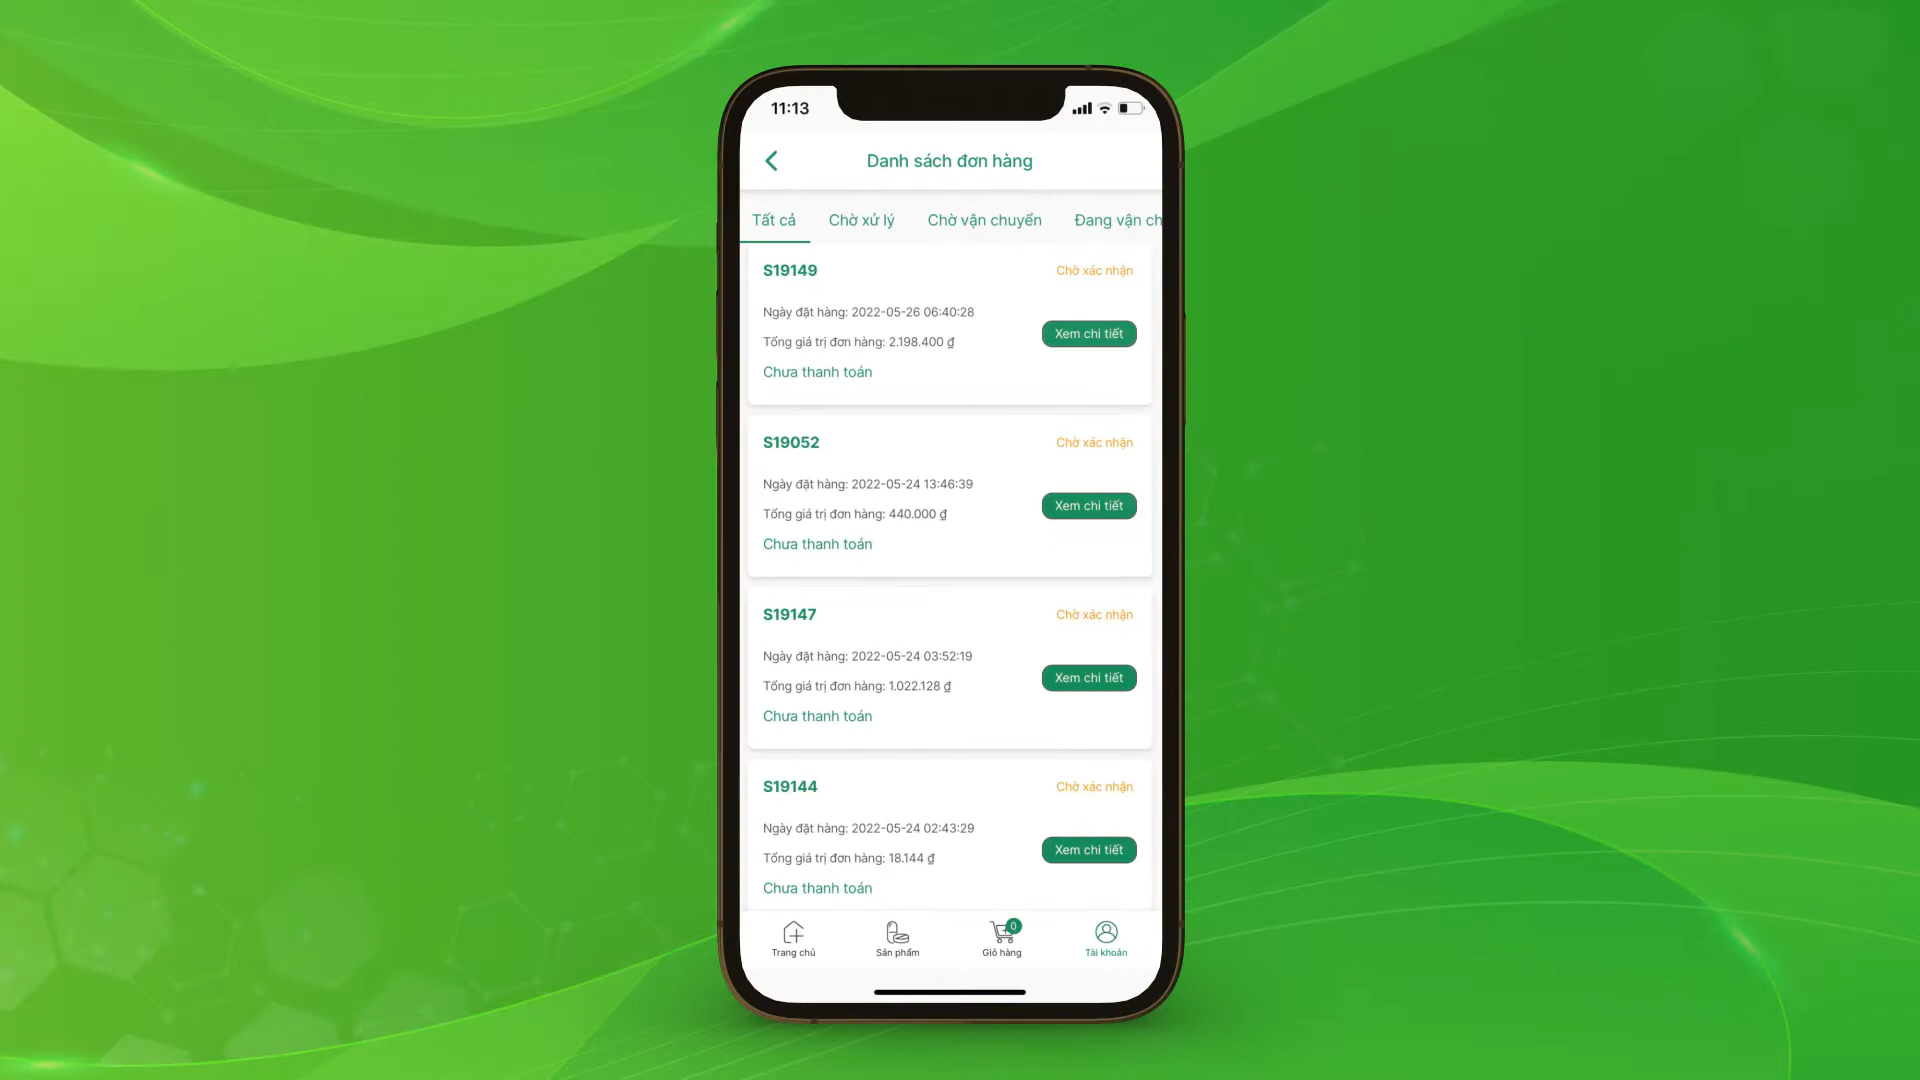 11:13
Danh sách đơn hàng
Tất cả Chờ xử lý Chờ vận chuyển Đang vận ch
S19149 Chờ xác nhận
Ngày đặt hàng: 2022-05-26 06:40:28
Xem chi tiết
Tổng giá trị đơn hàng: 2.198.400 ₫
Chưa thanh toán
S19052 Chờ xác nhận
Ngày đặt hàng: 2022-05-24 13:46:39
Xem chi tiết
Tổng giá trị đơn hàng: 440.000 ₫
Chưa thanh toán
S19147 Chờ xác nhận
Ngày đặt hàng: 2022-05-24 03:52:19
Xem chi tiết
Tổng giá trị đơn hàng: 1.022.128 ₫
Chưa thanh toán
S19144 Chờ xác nhận
Ngày đặt hàng: 2022-05-24 02:43:29
Xem chi tiết
Tổng giá trị đơn hàng: 18.144 ₫
Chưa thanh toán
0
Trang chủ Sản phẩm Giỏ hàng Tài khoản